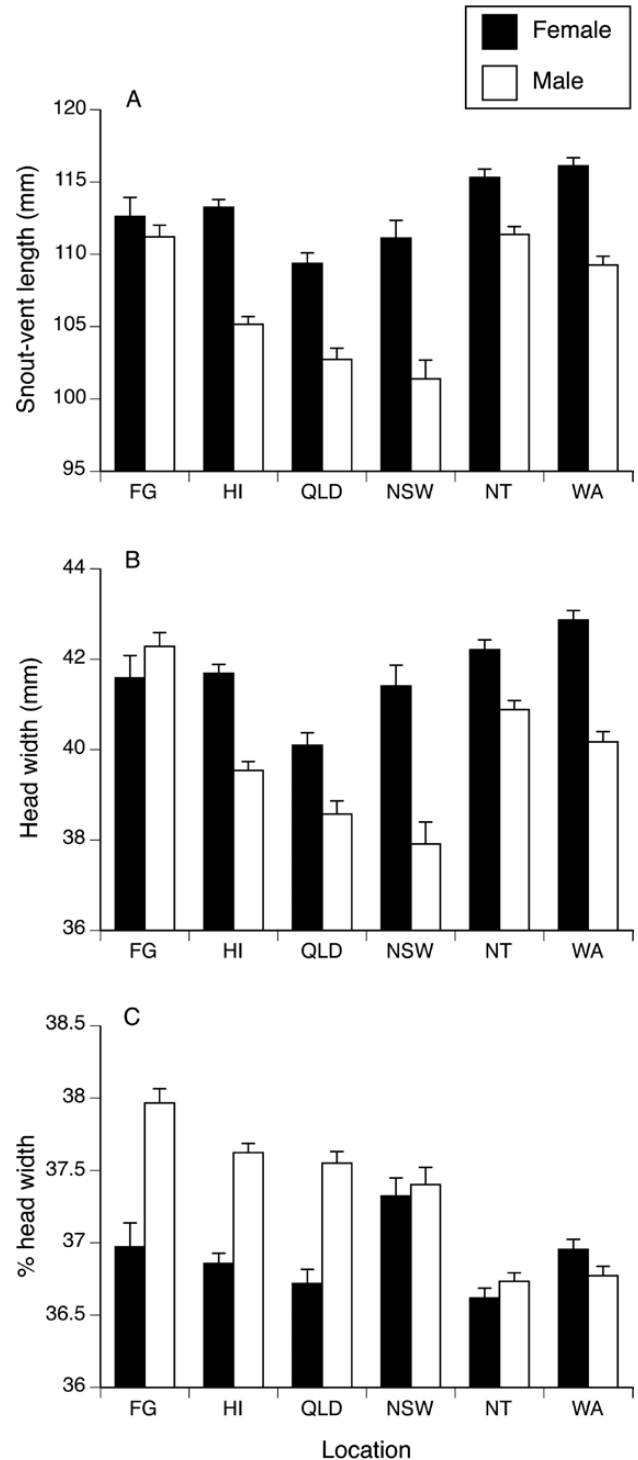 Female
Male
A
Snout-vent length (mm)
120
115
110
105
100
95
FG HI QLD NSW NT WA
B
Head width (mm)
44
42
40
38
36
FG HI QLD NSW NT WA
C
% head width
38.5
38
37.5
37
36.5
36
FG HI QLD NSW NT WA
Location